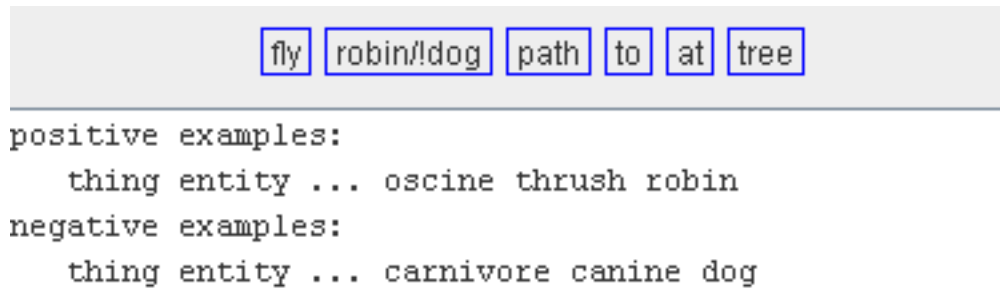 fly robin/!dog path to at tree
positive examples:
thing entity ... oscine thrush robin
negative examples:
thing entity ... carnivore canine dog